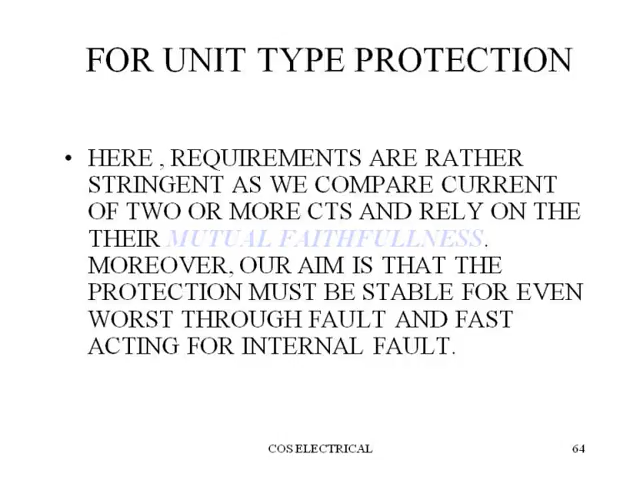 FOR UNIT TYPE PROTECTION
• HERE , REQUIREMENTS ARE RATHER
STRINGENT AS WE COMPARE CURRENT
OF TWO OR MORE CTS AND RELY ON THE
THEIR MUTUAL FAITHFULLNESS.
MOREOVER, OUR AIM IS THAT THE
PROTECTION MUST BE STABLE FOR EVEN
WORST THROUGH FAULT AND FAST
ACTING FOR INTERNAL FAULT.
COS ELECTRICAL
64